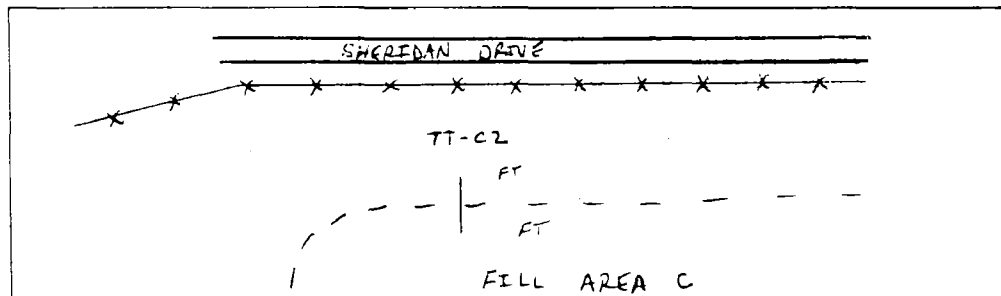 SHERIDAN DRIVE
TT-C2
FT
FT
FILL AREA C